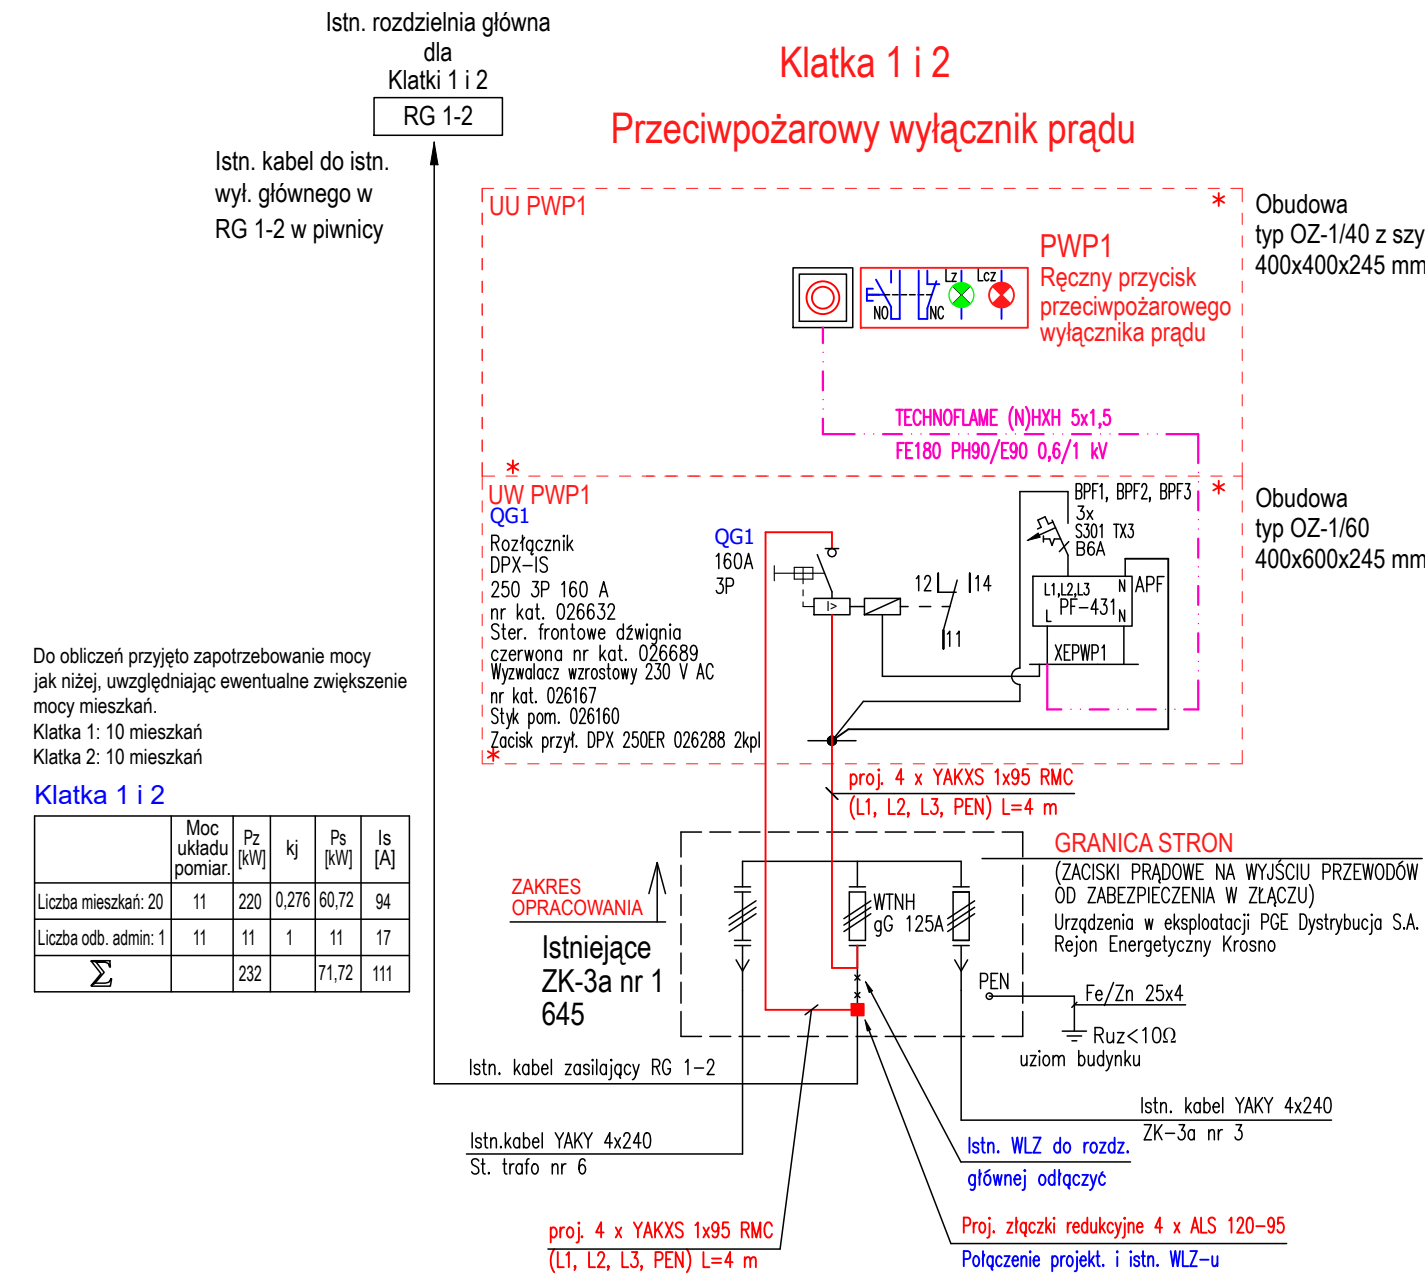 Istn. rozdzielnia główna
dla
Klatki 1 i 2
RG 1-2
Klatka 1 i 2
Przeciwpożarowy wyłącznik prądu
Istn. kabel do istn.
wył. głównego w
RG 1-2 w piwnicy
UU PWP1
*
Obudowa
typ OZ-1/40 z szy
400x400x245 mm
PWP1
Ręczny przycisk
przeciwpożarowego
wyłącznika prądu
Lz
Lcz
E
NO
NC
TECHNOFLAME (N)HXH 5x1,5
FE180 PH90/E90 0,6/1 kV
*
UW PWP1
*
Obudowa
typ OZ-1/60
400x600x245 mm
QG1
Rozłącznik
DPX-IS
250 3P 160 A
nr kat. 026632
Ster. frontowe dźwignia
czerwona nr kat. 026689
Wyzwalacz wzrostowy 230 V AC
nr kat. 026167
Styk pom. 026160
Zacisk przył. DPX 250ER 026288 2kpl
*
QG1
160A
3P
I>
12
14
11
BPF1, BPF2, BPF3
3x
S301 TX3
B6A
L1,L2,L3
N
APF
PF-431
L
N
XEPWP1
Do obliczeń przyjęto zapotrzebowanie mocy
jak niżej, uwzględniając ewentualne zwiększenie
mocy mieszkań.
Klatka 1: 10 mieszkań
Klatka 2: 10 mieszkań
Klatka 1 i 2
Moc układu pomiar. Pz [kW] kj Ps [kW] Is [A]
Liczba mieszkań: 20 11 220 0,276 60,72 94
Liczba odb. admin: 1 11 11 1 11 17
Σ 232 71,72 111
proj. 4 x YAKXS 1x95 RMC
(L1, L2, L3, PEN) L=4 m
GRANICA STRON
(ZACISKI PRĄDOWE NA WYJŚCIU PRZEWODÓW
OD ZABEZPIECZENIA W ZŁĄCZU)
Urządzenia w eksploatacji PGE Dystrybucja S.A.
Rejon Energetyczny Krosno
ZAKRES
OPRACOWANIA
Istniejące
ZK-3a nr 1
645
WTNH
gG 125A
PEN
Fe/Zn 25x4
Ruz<10Ω
uziom budynku
Istn. kabel zasilający RG 1-2
Istn. kabel YAKY 4x240
ZK-3a nr 3
Istn.kabel YAKY 4x240
St. trafo nr 6
Istn. WLZ do rozdz.
głównej odłączyć
proj. 4 x YAKXS 1x95 RMC
(L1, L2, L3, PEN) L=4 m
Proj. złączki redukcyjne 4 x ALS 120-95
Połączenie projekt. i istn. WLZ-u